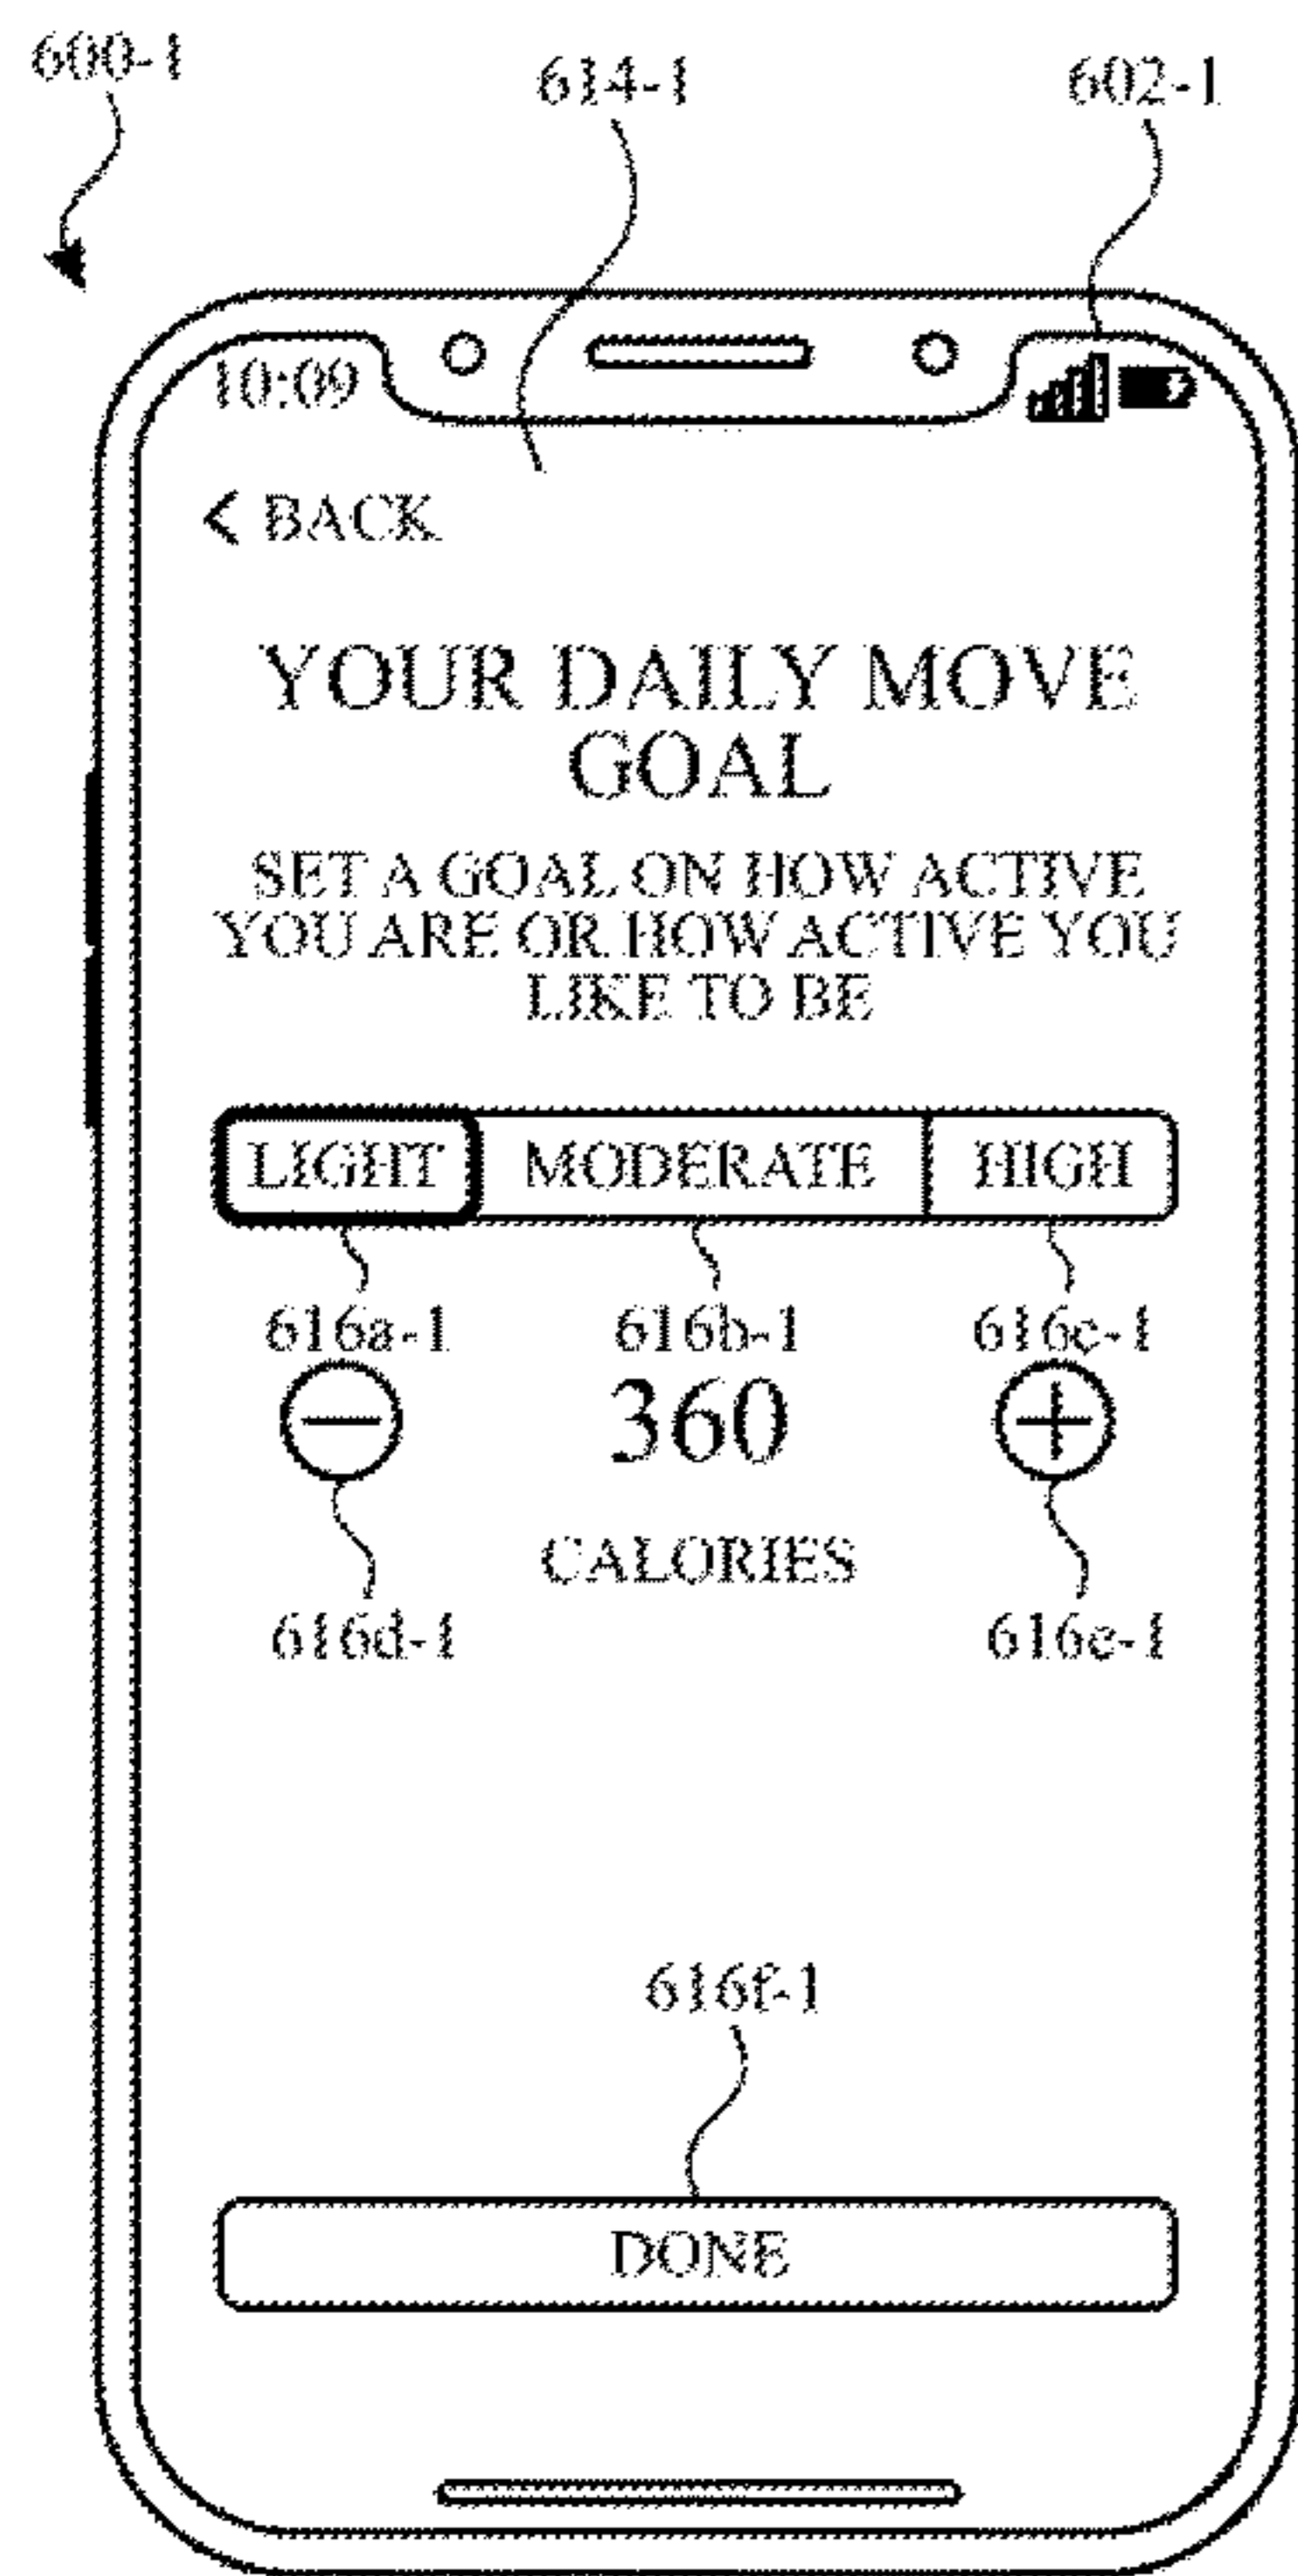 600-1 614-1 602-1
10:09
< BACK
YOUR DAILY MOVE
GOAL
SET A GOAL ON HOW ACTIVE
YOU ARE OR HOW ACTIVE YOU
LIKE TO BE
LIGHT MODERATE HIGH
616a-1 616b-1 616c-1
360
CALORIES
616d-1 616e-1
616f-1
DONE